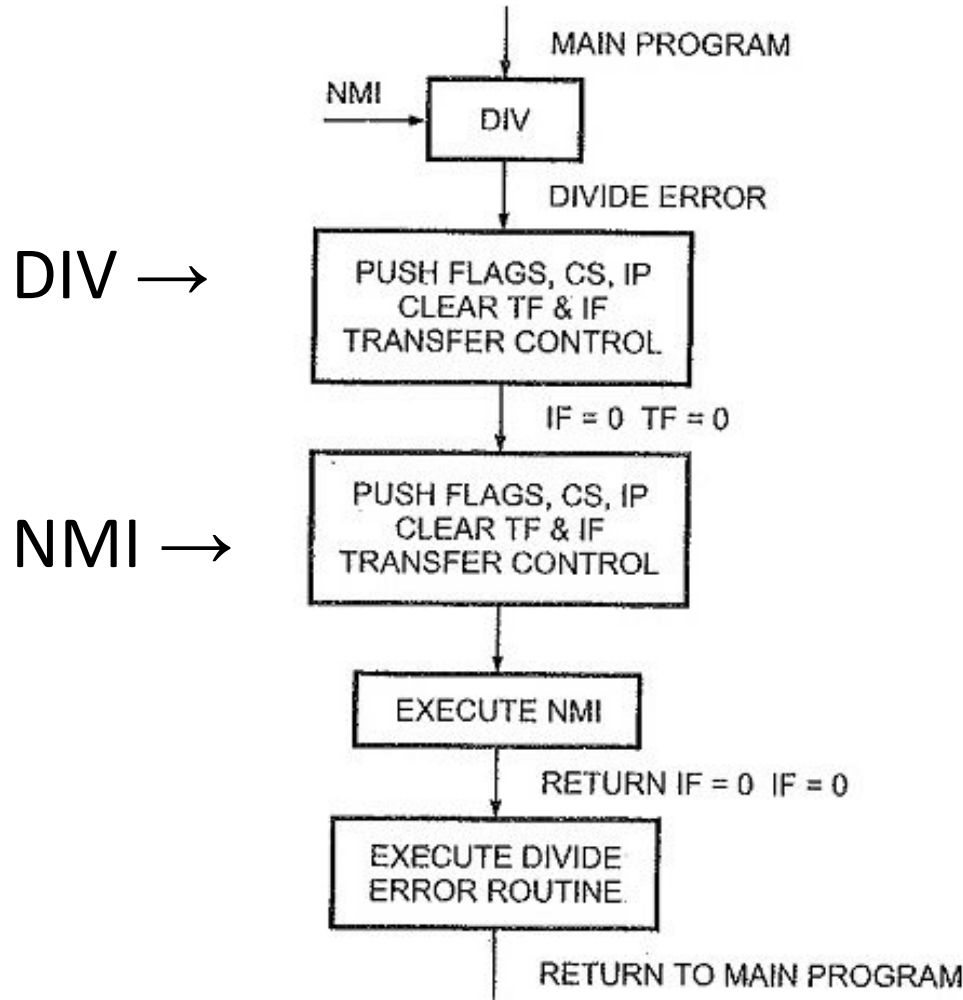 MAIN PROGRAM
NMI
DIV
DIVIDE ERROR
DIV →
PUSH FLAGS, CS, IP
CLEAR TF & IF
TRANSFER CONTROL
IF = 0 TF = 0
NMI →
PUSH FLAGS, CS, IP
CLEAR TF & IF
TRANSFER CONTROL
EXECUTE NMI
RETURN IF = 0 IF = 0
EXECUTE DIVIDE
ERROR ROUTINE.
RETURN TO MAIN PROGRAM